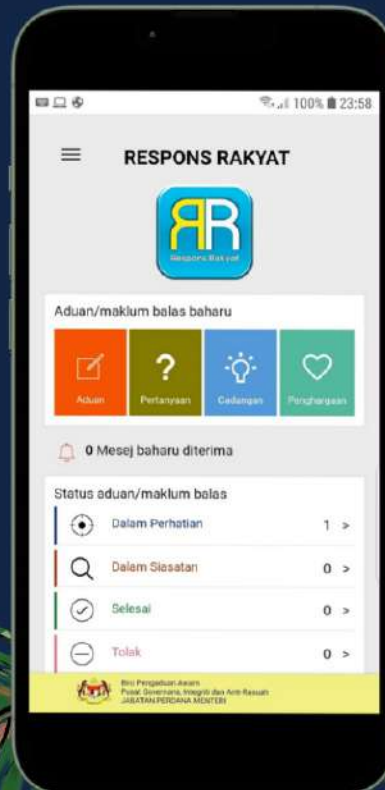 100% 23:58
RESPONS RAKYAT
RR
Respons Rakyat
Aduan/maklum balas baharu
Aduan
Pertanyaan
Cadangan
Penghargaan
0 Mesej baharu diterima
Status aduan/maklum balas
Dalam Perhatian 1 >
Dalam Siasatan 0 >
Selesai 0 >
Tolak 0 >
Biro Pengaduan Awam
Pusat Governans, Integriti dan Anti-Rasuah
JABATAN PERDANA MENTERI